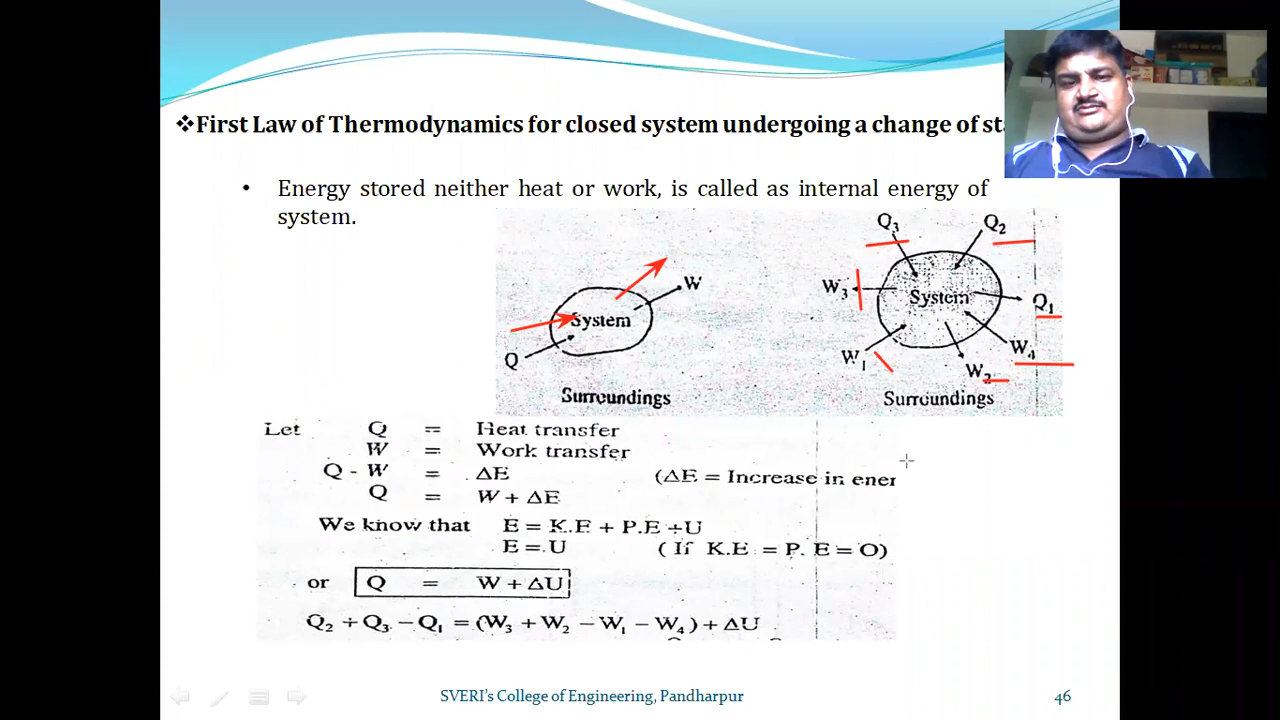 ❖First Law of Thermodynamics for closed system undergoing a change of st
• Energy stored neither heat or work, is called as internal energy of
system.
Q3 Q2
W3 System Q1
W1 W2 W4
Surroundings
W
System
Q
Surroundings
Let Q = Heat transfer
W = Work transfer
Q - W = ΔE (ΔE = Increase in ener
Q = W + ΔE
We know that E = K.E + P.E + U
E = U ( If K.E = P. E = O)
or Q = W + ΔU
Q2 + Q3 - Q1 = (W3 + W2 - W1 - W4) + ΔU
SVERI's College of Engineering, Pandharpur 46